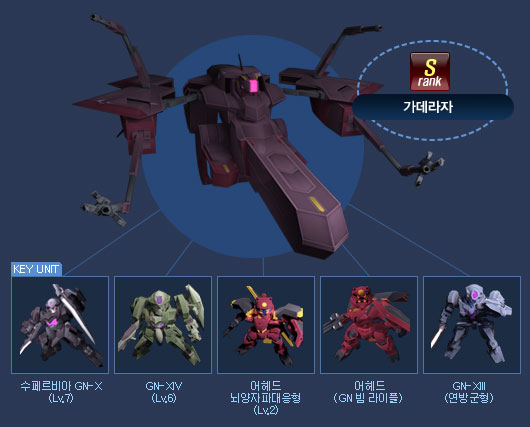 S
rank
가데라자
KEY UNIT
수페르비아 GN-X
(Lv.7)
GN-XIV
(Lv.6)
어헤드
뇌양자파대응형
(Lv.2)
어헤드
(GN 빔 라이플)
GN-XIII
(연방군형)